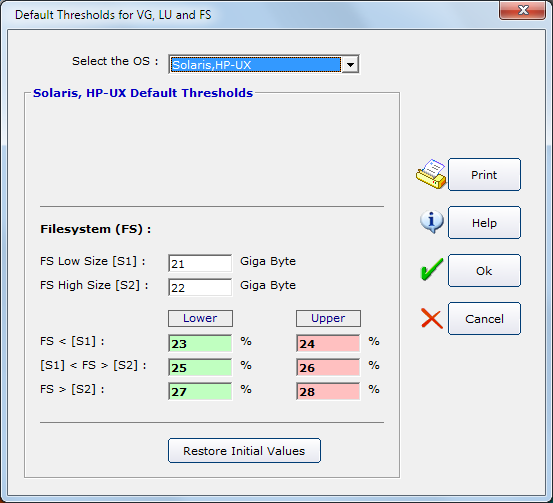 Default Thresholds for VG, LU and FS
Select the OS : Solaris,HP-UX
Solaris, HP-UX Default Thresholds
Print
Filesystem (FS) :
Help
FS Low Size [S1] : 21 Giga Byte
Ok
FS High Size [S2] : 22 Giga Byte
Lower Upper
Cancel
FS < [S1] : 23 % 24 %
[S1] < FS > [S2] : 25 % 26 %
FS > [S2] : 27 % 28 %
Restore Initial Values